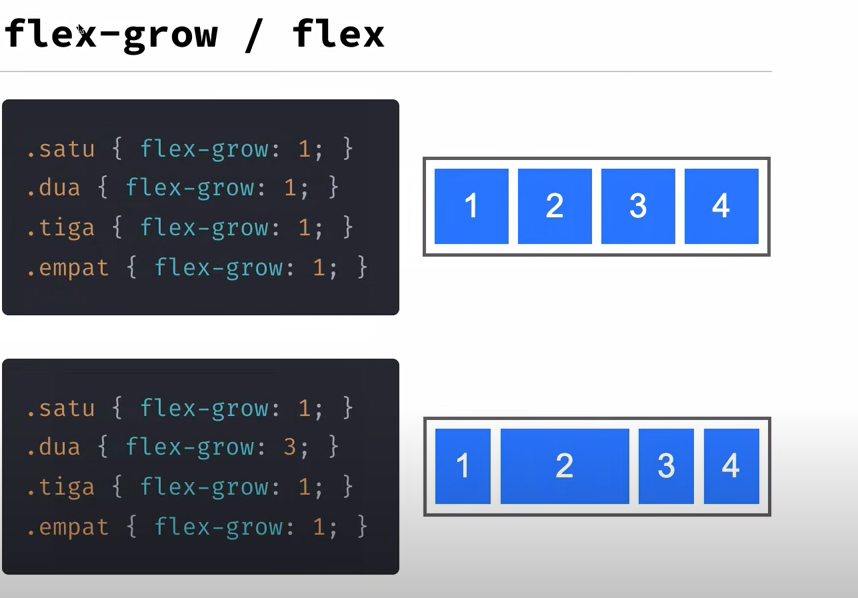 flex-grow / flex
.satu { flex-grow: 1; }
.dua { flex-grow: 1; }
.tiga { flex-grow: 1; }
.empat { flex-grow: 1; }
1 2 3 4
.satu { flex-grow: 1; }
.dua { flex-grow: 3; }
.tiga { flex-grow: 1; }
.empat { flex-grow: 1; }
1 2 3 4